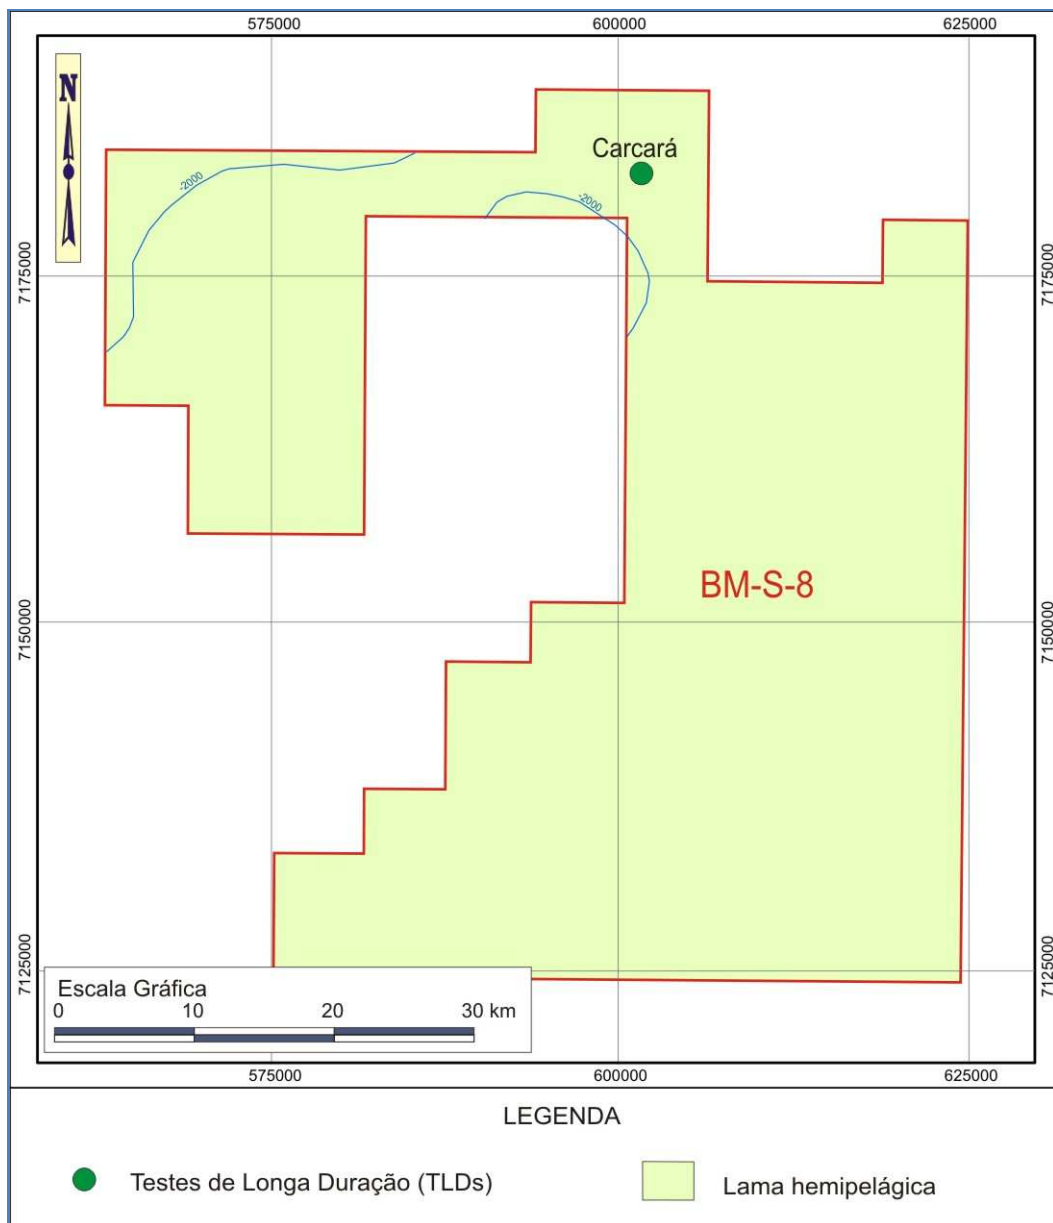 575000 600000 625000
N
Carcará
-2000
-2000
7175000 7175000
BM-S-8
7150000 7150000
7125000 7125000
Escala Gráfica
0 10 20 30 km
575000 600000 625000
LEGENDA
Testes de Longa Duração (TLDs)
Lama hemipelágica